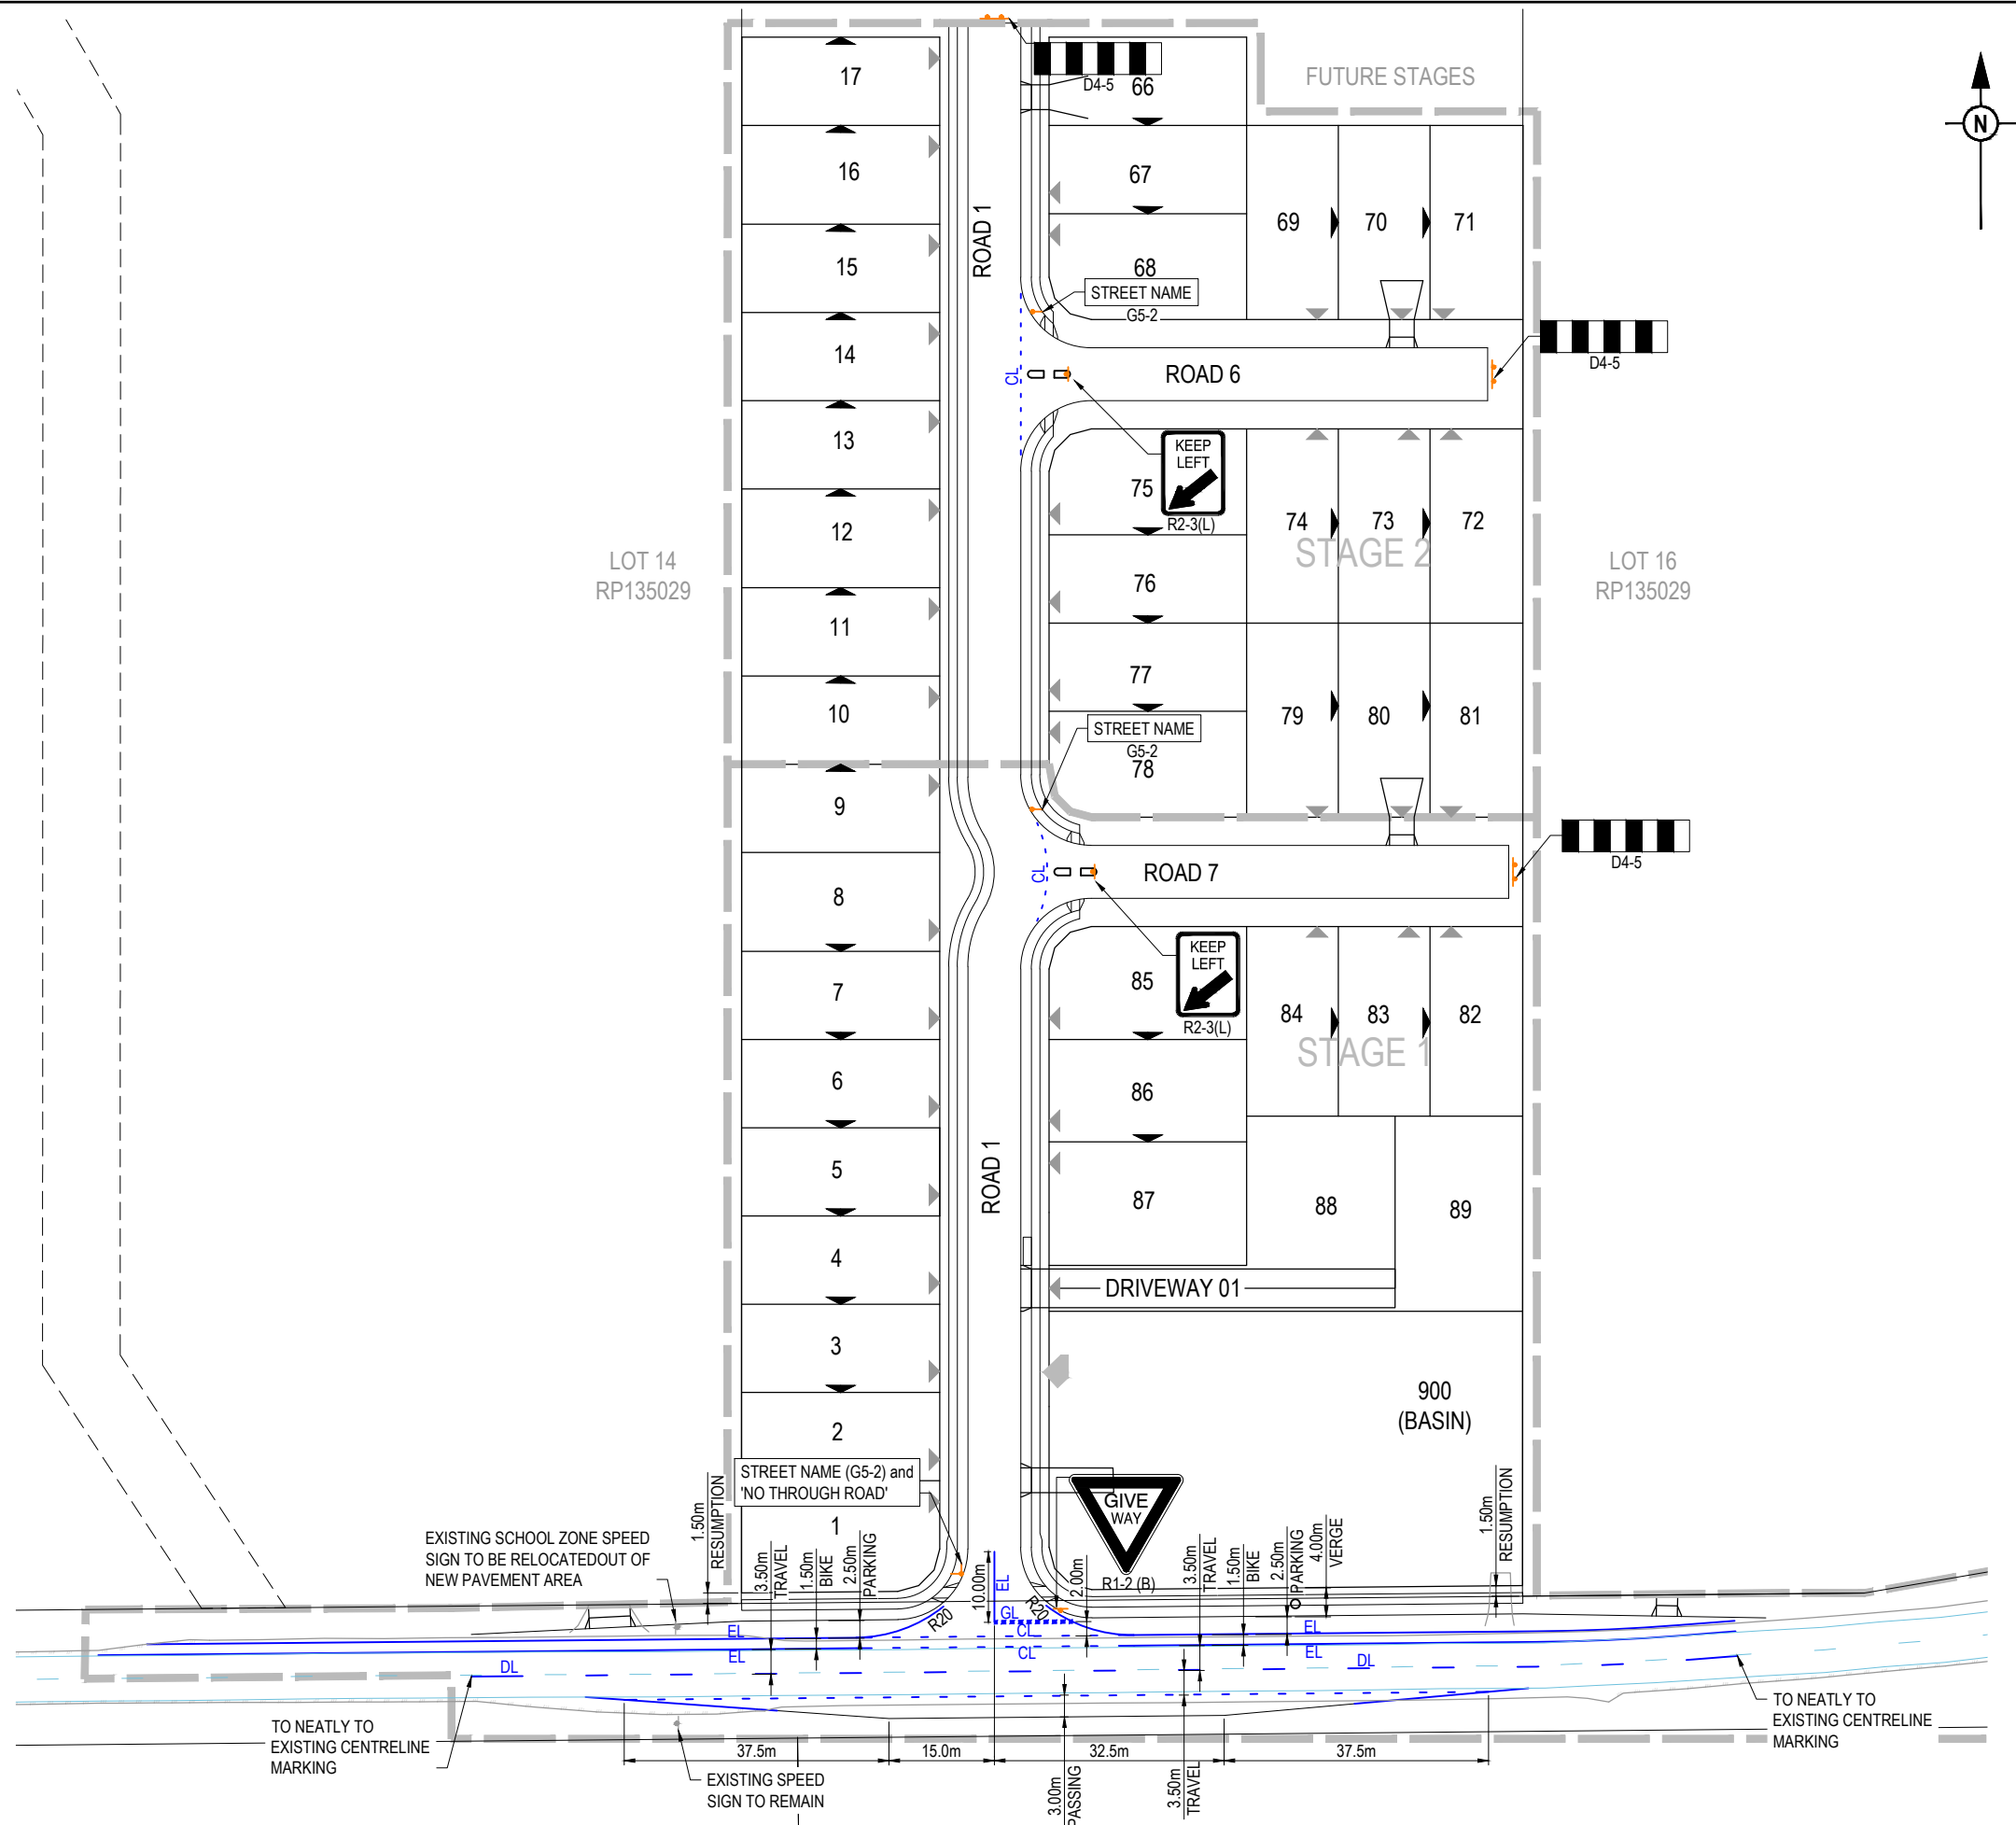 17
D4-5
66
FUTURE STAGES
N
16
67
ROAD 1
69
70
71
15
68
STREET NAME
G5-2
14
CL
ROAD 6
D4-5
13
KEEP
LEFT
75
R2-3(L)
12
74
73
72
STAGE 2
LOT 14
RP135029
LOT 16
RP135029
76
11
77
10
79
80
81
STREET NAME
G5-2
78
9
CL
ROAD 7
D4-5
8
KEEP
LEFT
85
R2-3(L)
7
84
83
82
STAGE 1
6
86
ROAD 1
5
87
88
89
4
DRIVEWAY 01
3
900
(BASIN)
2
STREET NAME (G5-2) and
'NO THROUGH ROAD'
GIVE
WAY
R1-2 (B)
1
1.50m
RESUMPTION
EXISTING SCHOOL ZONE SPEED
SIGN TO BE RELOCATEDOUT OF
NEW PAVEMENT AREA
3.50m
TRAVEL
1.50m
BIKE
2.50m
PARKING
10.00m
EL
2.00m
3.50m
TRAVEL
1.50m
BIKE
2.50m
PARKING
4.00m
VERGE
1.50m
RESUMPTION
R20
GL
R20
EL
CL
EL
EL
CL
EL
DL
DL
TO NEATLY TO
EXISTING CENTRELINE
MARKING
TO NEATLY TO
EXISTING CENTRELINE
MARKING
37.5m
15.0m
32.5m
37.5m
EXISTING SPEED
SIGN TO REMAIN
3.00m
PASSING
3.50m
TRAVEL